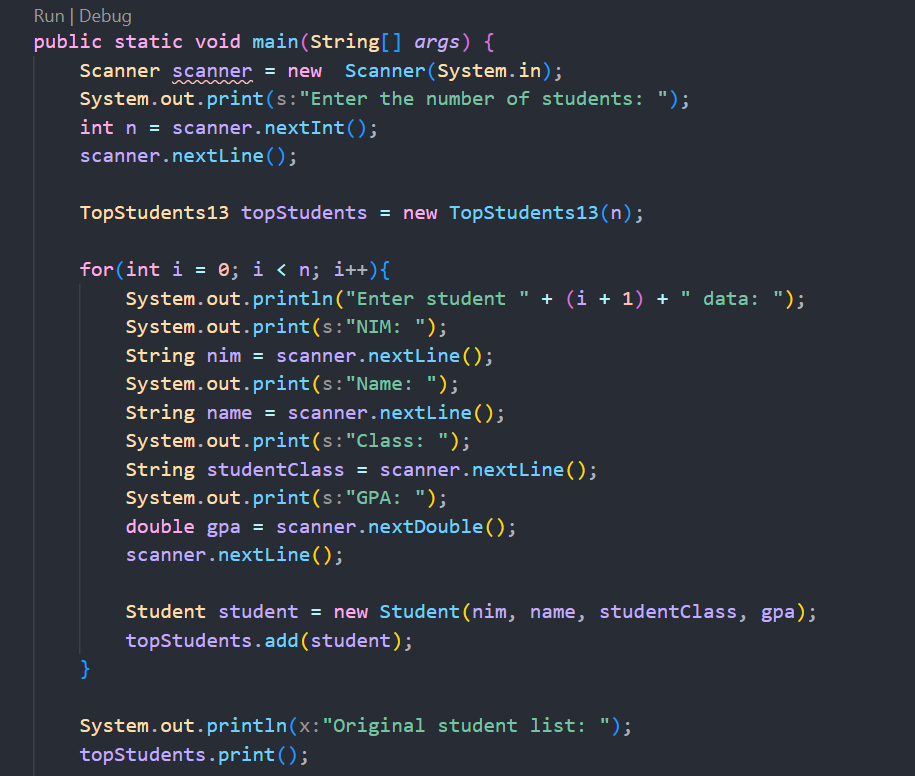 Run | Debug
public static void main(String[] args) {
    Scanner scanner = new  Scanner(System.in);
    System.out.print(s:"Enter the number of students: ");
    int n = scanner.nextInt();
    scanner.nextLine();

    TopStudents13 topStudents = new TopStudents13(n);

    for(int i = 0; i < n; i++){
        System.out.println("Enter student " + (i + 1) + " data: ");
        System.out.print(s:"NIM: ");
        String nim = scanner.nextLine();
        System.out.print(s:"Name: ");
        String name = scanner.nextLine();
        System.out.print(s:"Class: ");
        String studentClass = scanner.nextLine();
        System.out.print(s:"GPA: ");
        double gpa = scanner.nextDouble();
        scanner.nextLine();

        Student student = new Student(nim, name, studentClass, gpa);
        topStudents.add(student);
    }

    System.out.println(x:"Original student list: ");
    topStudents.print();